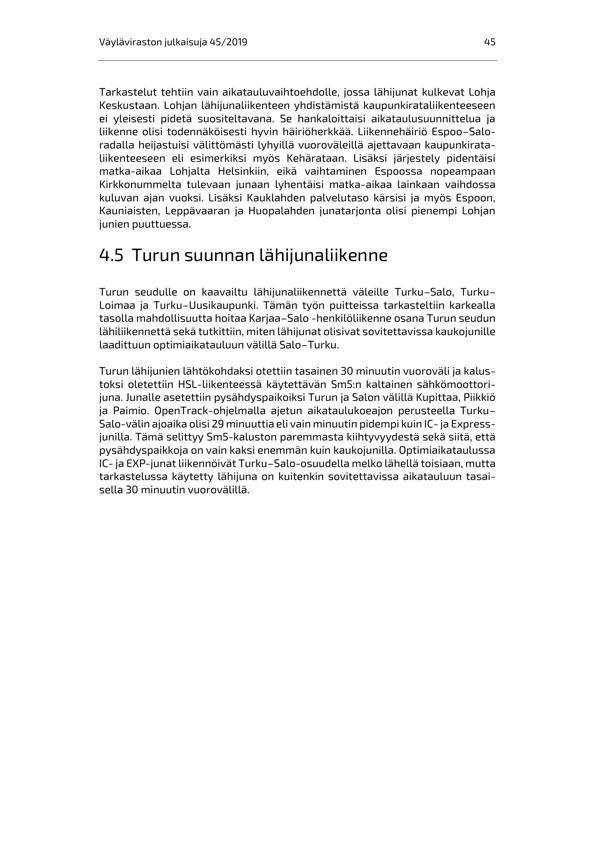 Väyläviraston julkaisuja 45/2019 45
Tarkastelut tehtiin vain aikatauluvaihtoehdolle, jossa lähijunat kulkevat Lohja
Keskustaan. Lohjan lähijunaliikenteen yhdistämistä kaupunkirataliikenteeseen
ei yleisesti pidetä suositeltavana. Se hankaloittaisi aikataulusuunnittelua ja
liikenne olisi todennäköisesti hyvin häiriöherkkää. Liikennehäiriö Espoo–Salo-
radalla heijastuisi välittömästi lyhyillä vuoroväleillä ajettavaan kaupunkirata-
liikenteeseen eli esimerkiksi myös Kehärataan. Lisäksi järjestely pidentäisi
matka-aikaa Lohjalta Helsinkiin, eikä vaihtaminen Espoossa nopeampaan
Kirkkonummelta tulevaan junaan lyhentäisi matka-aikaa lainkaan vaihdossa
kuluvan ajan vuoksi. Lisäksi Kauklahden palvelutaso kärsisi ja myös Espoon,
Kauniaisten, Leppävaaran ja Huopalahden junatarjonta olisi pienempi Lohjan
junien puuttuessa.
4.5 Turun suunnan lähijunaliikenne
Turun seudulle on kaavailtu lähijunaliikennettä väleille Turku–Salo, Turku–
Loimaa ja Turku–Uusikaupunki. Tämän työn puitteissa tarkasteltiin karkealla
tasolla mahdollisuutta hoitaa Karjaa–Salo -henkilöliikenne osana Turun seudun
lähiliikennettä sekä tutkittiin, miten lähijunat olisivat sovitettavissa kaukojunille
laadittuun optimiaikatauluun välillä Salo–Turku.
Turun lähijunien lähtökohdaksi otettiin tasainen 30 minuutin vuoroväli ja kalus-
toksi oletettiin HSL-liikenteessä käytettävän Sm5:n kaltainen sähkömoottori-
juna. Junalle asetettiin pysähdyspaikoiksi Turun ja Salon välillä Kupittaa, Piikkiö
ja Paimio. OpenTrack-ohjelmalla ajetun aikataulukoeajon perusteella Turku–
Salo-välin ajoaika olisi 29 minuuttia eli vain minuutin pidempi kuin IC- ja Express-
junilla. Tämä selittyy Sm5-kaluston paremmasta kiihtyvyydestä sekä siitä, että
pysähdyspaikkoja on vain kaksi enemmän kuin kaukojunilla. Optimiaikataulussa
IC- ja EXP-junat liikennöivät Turku–Salo-osuudella melko lähellä toisiaan, mutta
tarkastelussa käytetty lähijuna on kuitenkin sovitettavissa aikatauluun tasai-
sella 30 minuutin vuorovälillä.